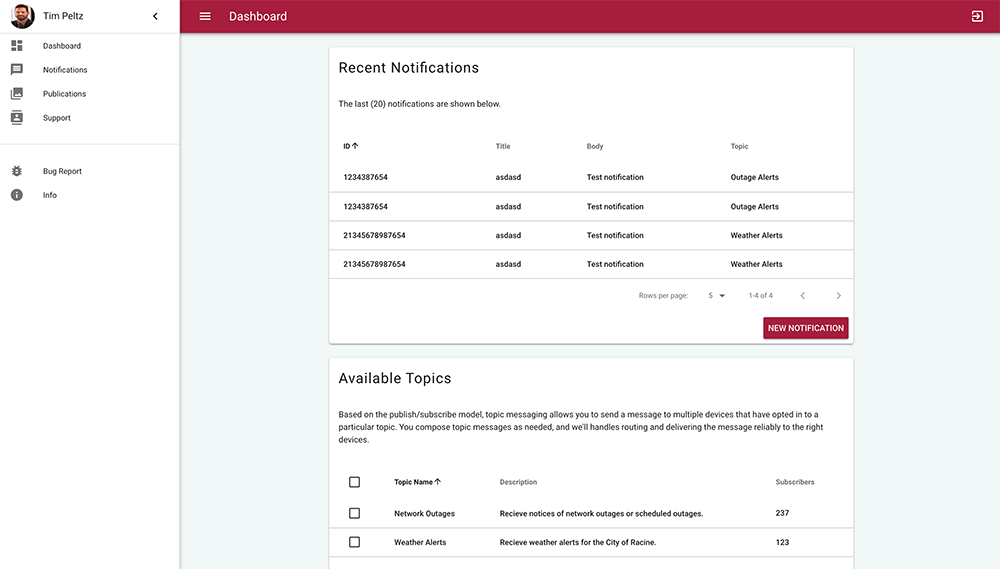 Tim Peltz
Dashboard
Dashboard
Notifications
Publications
Support
Bug Report
Info
Recent Notifications
The last (20) notifications are shown below.
ID Title Body Topic
1234387654 asdasd Test notification Outage Alerts
1234387654 asdasd Test notification Outage Alerts
21345678987654 asdasd Test notification Weather Alerts
21345678987654 asdasd Test notification Weather Alerts
Rows per page: 5 1-4 of 4
NEW NOTIFICATION
Available Topics
Based on the publish/subscribe model, topic messaging allows you to send a message to multiple devices that have opted in to a
particular topic. You compose topic messages as needed, and we'll handles routing and delivering the message reliably to the right
devices.
Topic Name Description Subscribers
Network Outages Recieve notices of network outages or scheduled outages. 237
Weather Alerts Recieve weather alerts for the City of Racine. 123